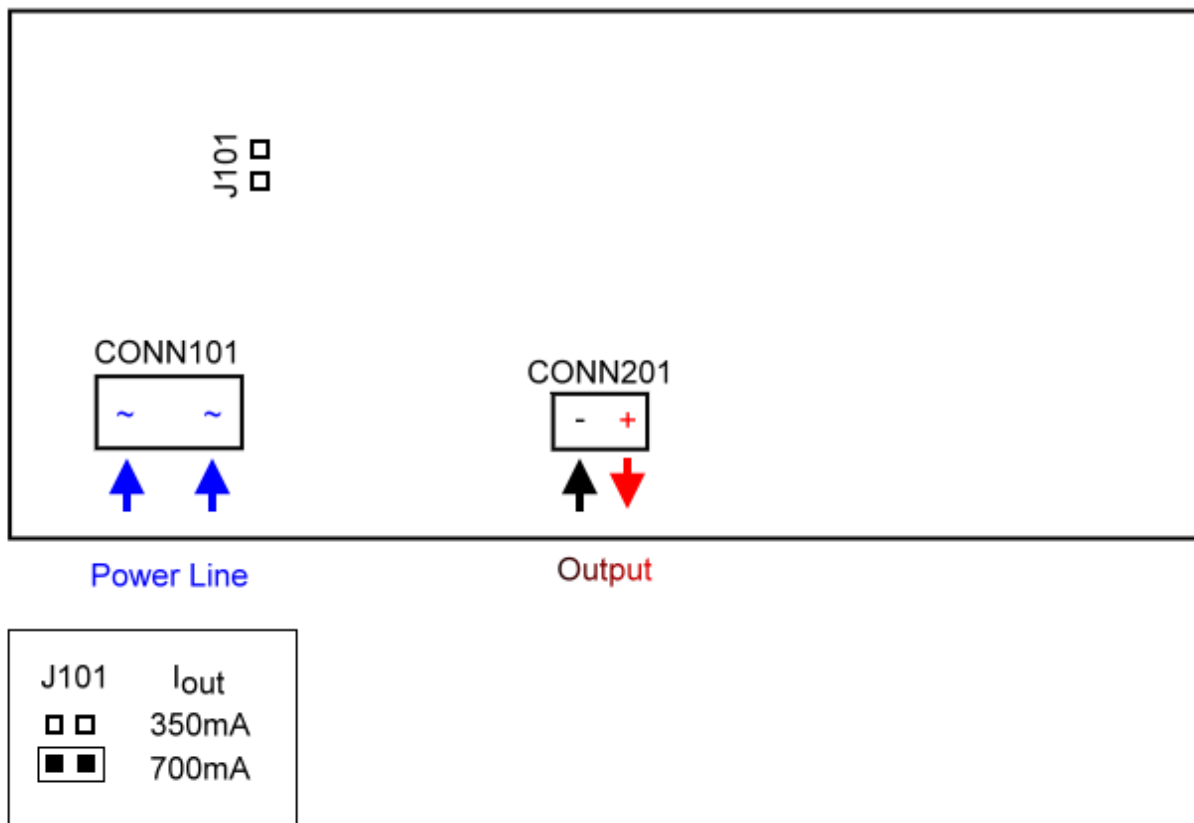 J101
CONN101
~ ~
CONN201
- +
Power Line
Output
J101 Iout
350mA
700mA